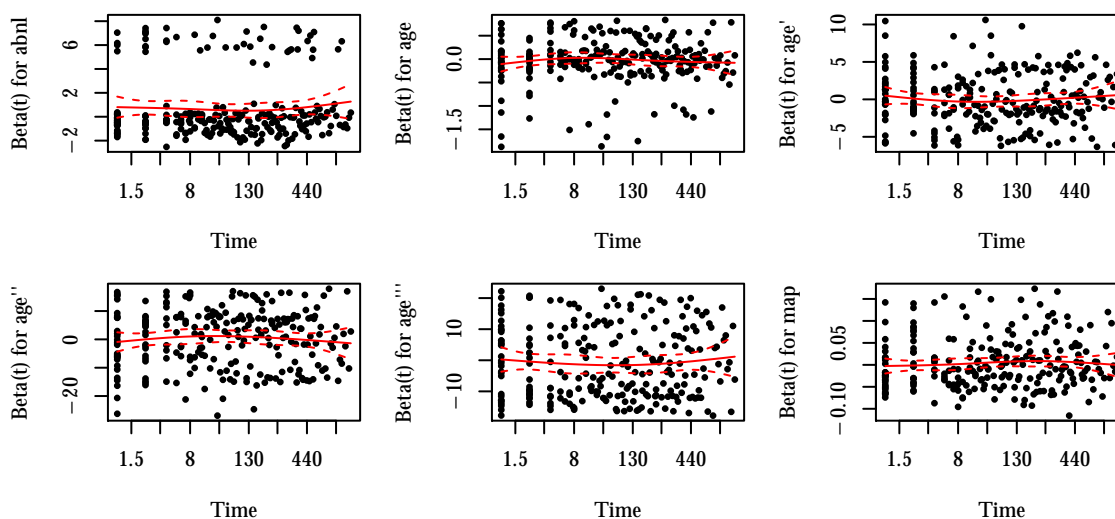 Beta(t) for abnl
6
2
−2
1.5 8 130 440
Time
Beta(t) for age
0.0
−1.5
1.5 8 130 440
Time
Beta(t) for age'
10
5
0
−5
1.5 8 130 440
Time
Beta(t) for age''
0
−20
1.5 8 130 440
Time
Beta(t) for age'''
10
−10
1.5 8 130 440
Time
Beta(t) for map
0.05
−0.10
1.5 8 130 440
Time